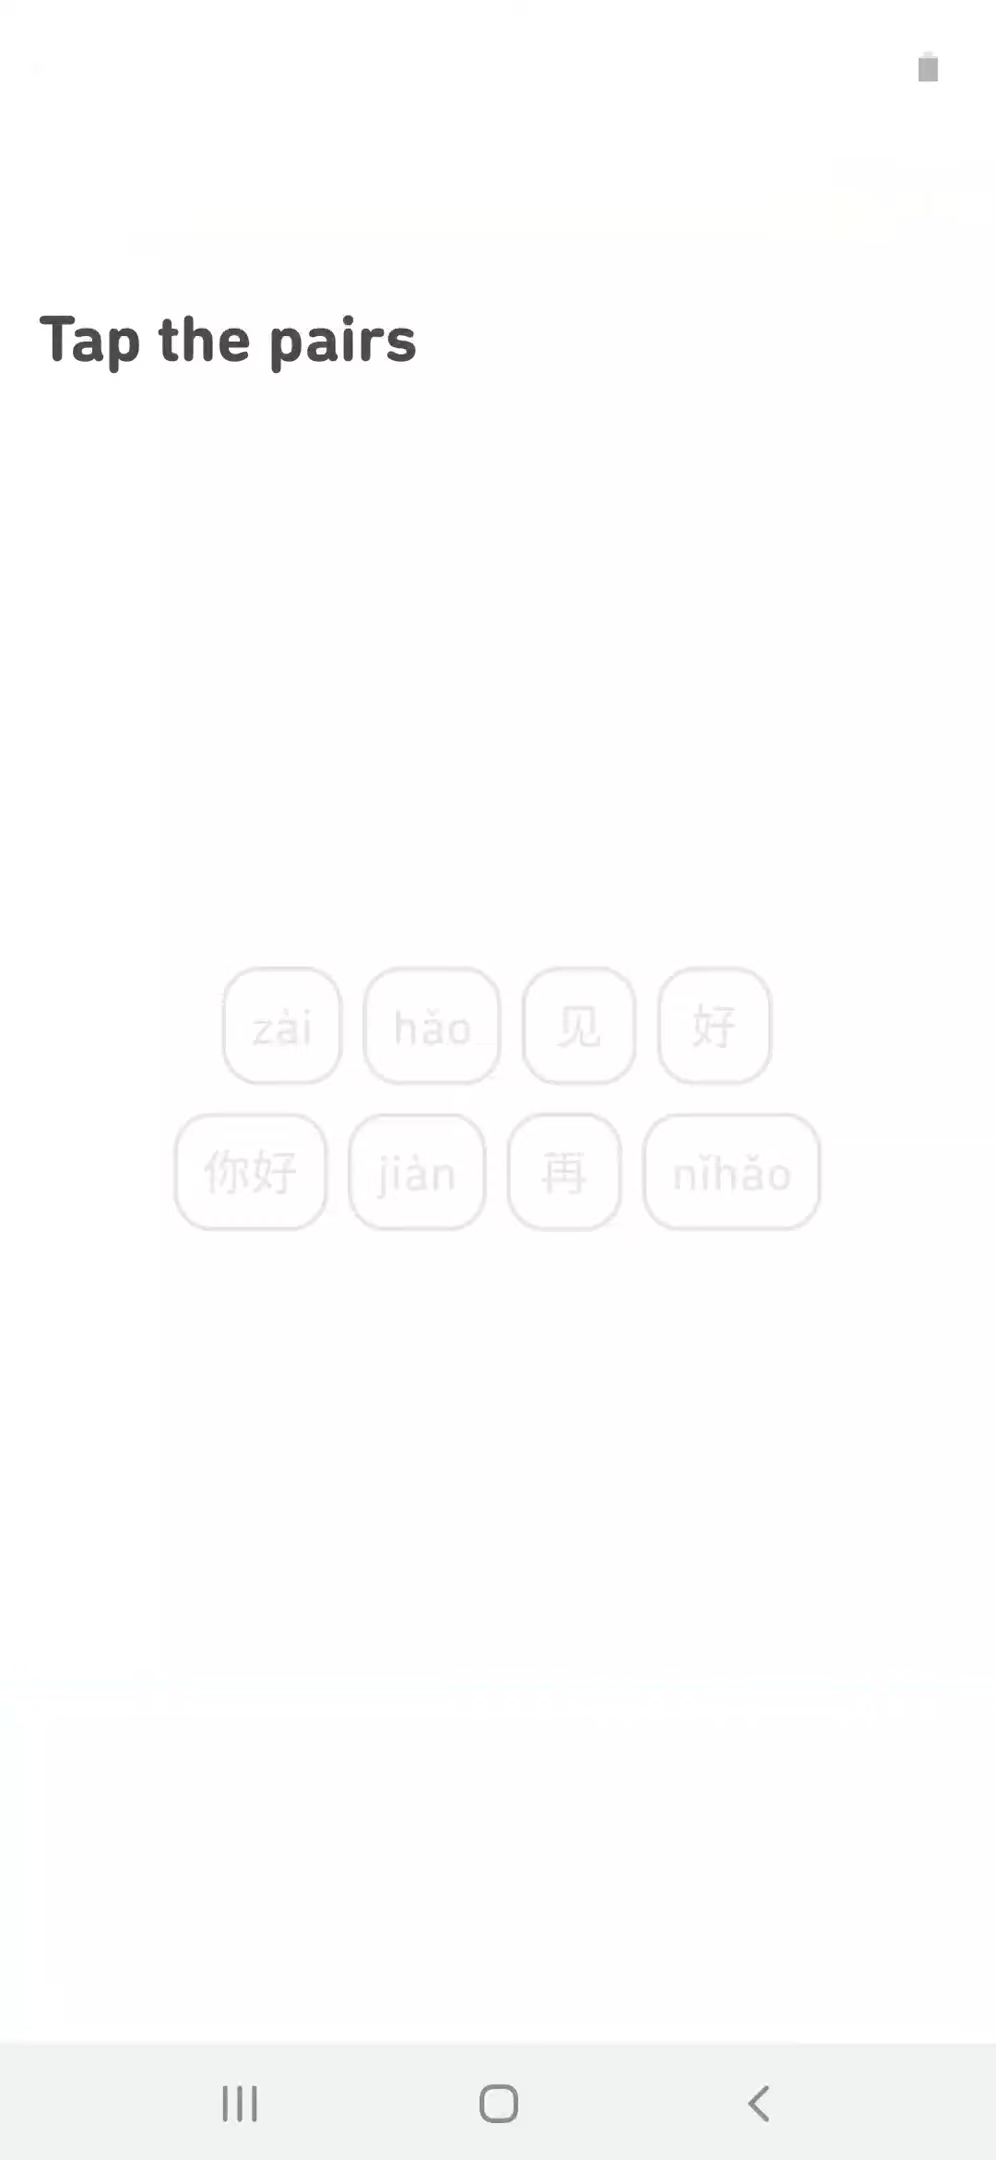 Tap the pairs
zài hǎo 见 好
你好 jiàn 再 nǐhǎo